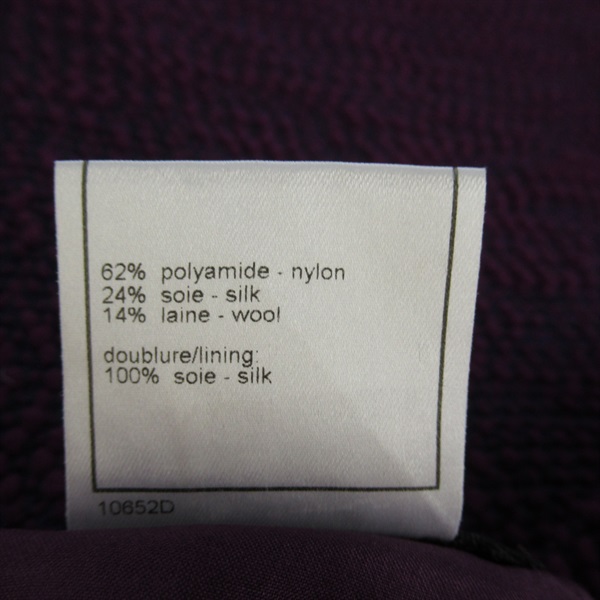 62% polyamide - nylon
24% soie - silk
14% laine - wool
doublure/lining:
100% soie - silk
10652D